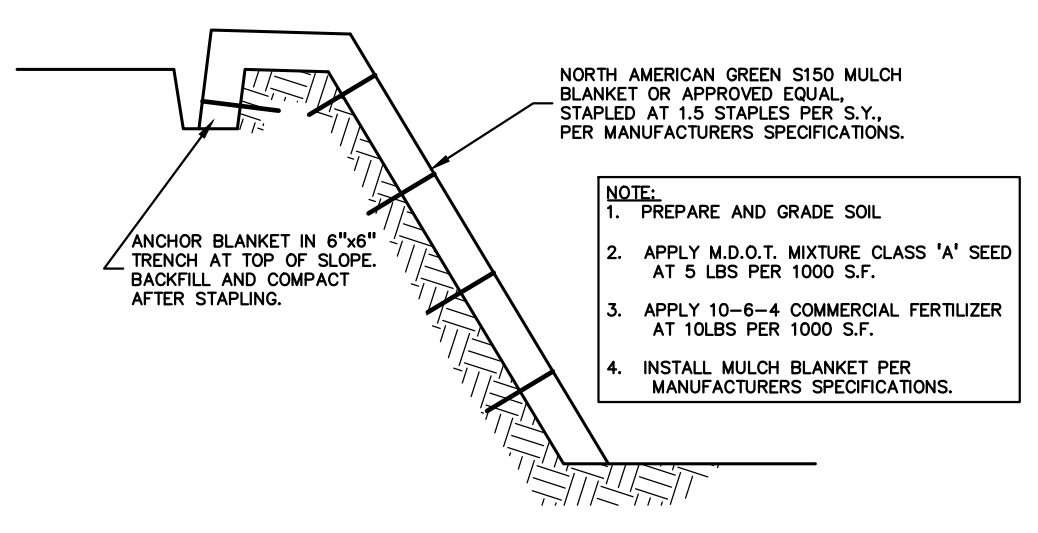 NORTH AMERICAN GREEN S150 MULCH
BLANKET OR APPROVED EQUAL,
STAPLED AT 1.5 STAPLES PER S.Y.,
PER MANUFACTURERS SPECIFICATIONS.
NOTE:
1. PREPARE AND GRADE SOIL
2. APPLY M.D.O.T. MIXTURE CLASS 'A' SEED
AT 5 LBS PER 1000 S.F.
3. APPLY 10-6-4 COMMERCIAL FERTILIZER
AT 10LBS PER 1000 S.F.
4. INSTALL MULCH BLANKET PER
MANUFACTURERS SPECIFICATIONS.
ANCHOR BLANKET IN 6"x6"
TRENCH AT TOP OF SLOPE.
BACKFILL AND COMPACT
AFTER STAPLING.